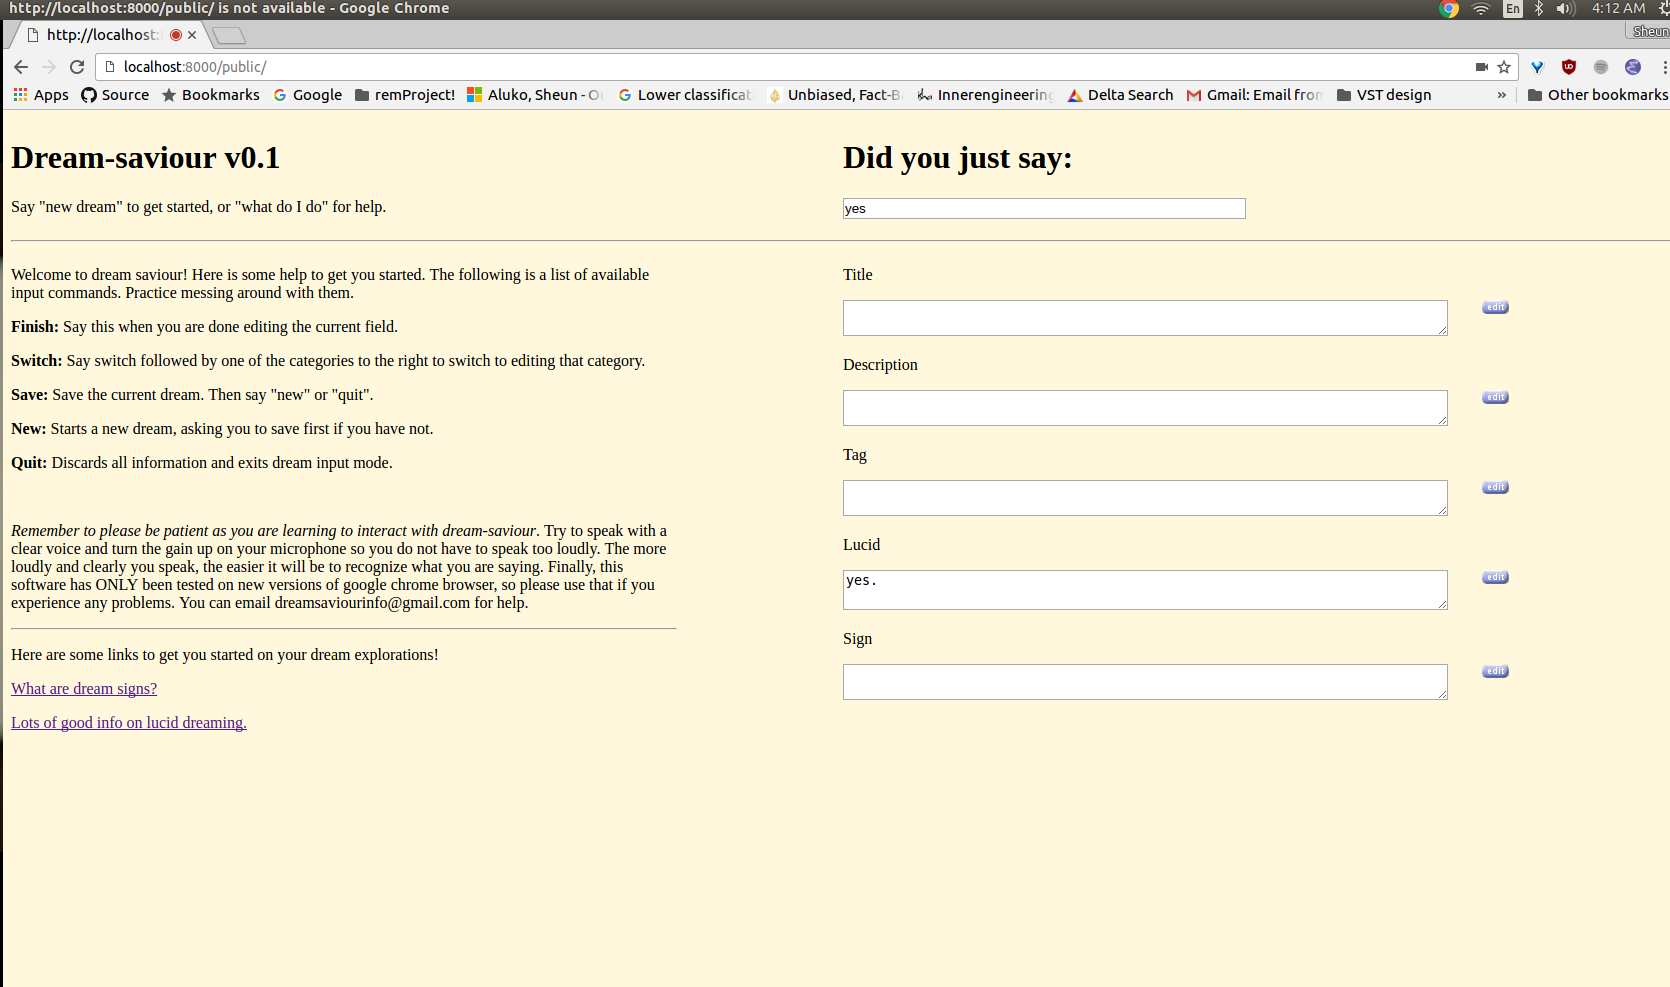 http://localhost:8000/public/ is not available - Google Chrome
En
4:12 AM
http://localhost:
Sheun
localhost:8000/public/
Apps
Source
Bookmarks
Google
remProject!
Aluko, Sheun - Ou
Lower classificat
Unbiased, Fact-B
Innerengineering
Delta Search
Gmail: Email from
VST design
»
Other bookmarks
Dream-saviour v0.1
Did you just say:
Say "new dream" to get started, or "what do I do" for help.
yes
Welcome to dream saviour! Here is some help to get you started. The following is a list of available
input commands. Practice messing around with them.
Finish: Say this when you are done editing the current field.
Switch: Say switch followed by one of the categories to the right to switch to editing that category.
Save: Save the current dream. Then say "new" or "quit".
New: Starts a new dream, asking you to save first if you have not.
Quit: Discards all information and exits dream input mode.
Remember to please be patient as you are learning to interact with dream-saviour. Try to speak with a
clear voice and turn the gain up on your microphone so you do not have to speak too loudly. The more
loudly and clearly you speak, the easier it will be to recognize what you are saying. Finally, this
software has ONLY been tested on new versions of google chrome browser, so please use that if you
experience any problems. You can email dreamsaviourinfo@gmail.com for help.
Here are some links to get you started on your dream explorations!
What are dream signs?
Lots of good info on lucid dreaming.
Title
edit
Description
edit
Tag
edit
Lucid
yes.
edit
Sign
edit